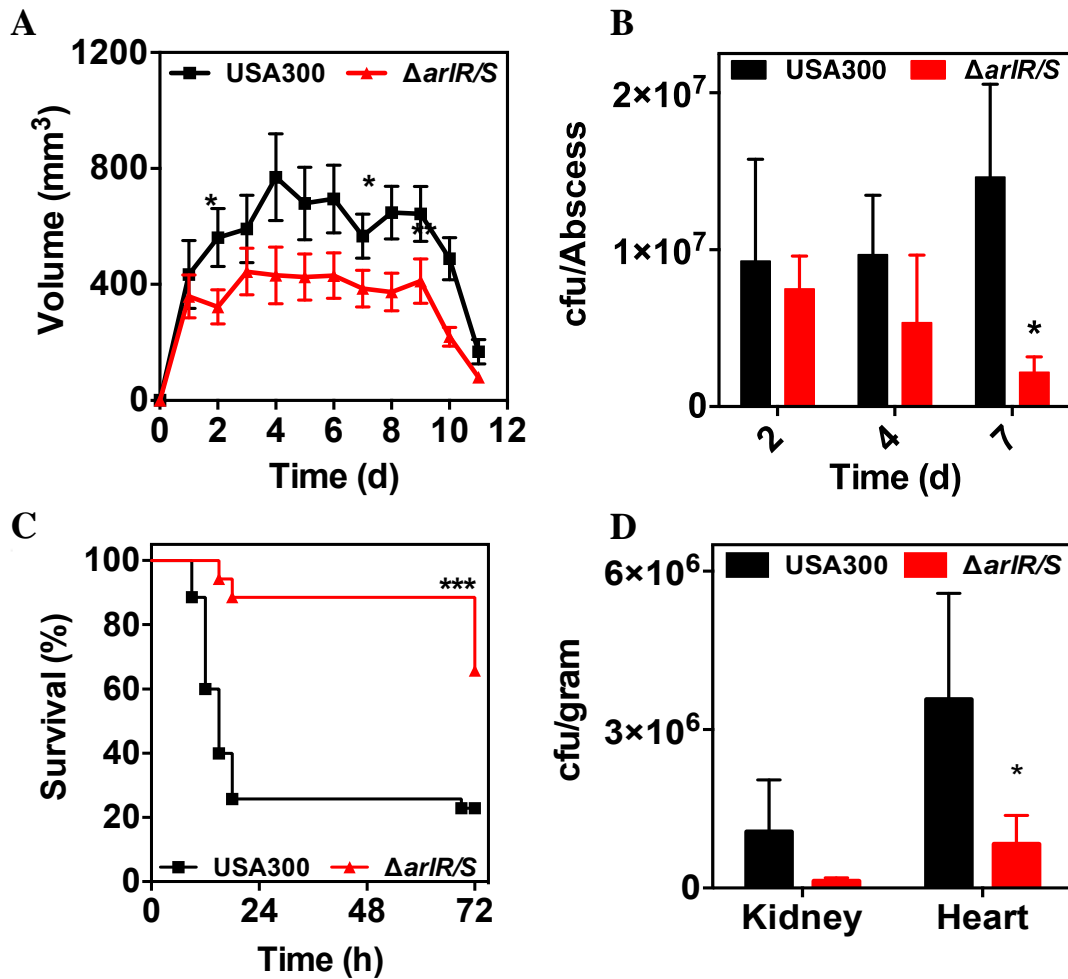 A
1200
800
400
0
Volume (mm³)
USA300 ΔarlR/S
*
*
**
0 2 4 6 8 10 12
Time (d)
B
2×10⁷
1×10⁷
0
cfu/Abscess
USA300 ΔarlR/S
*
2 4 7
Time (d)
C
100
80
60
40
20
0
Survival (%)
***
USA300 ΔarlR/S
0 24 48 72
Time (h)
D
6×10⁶
3×10⁶
0
cfu/gram
USA300 ΔarlR/S
*
Kidney Heart